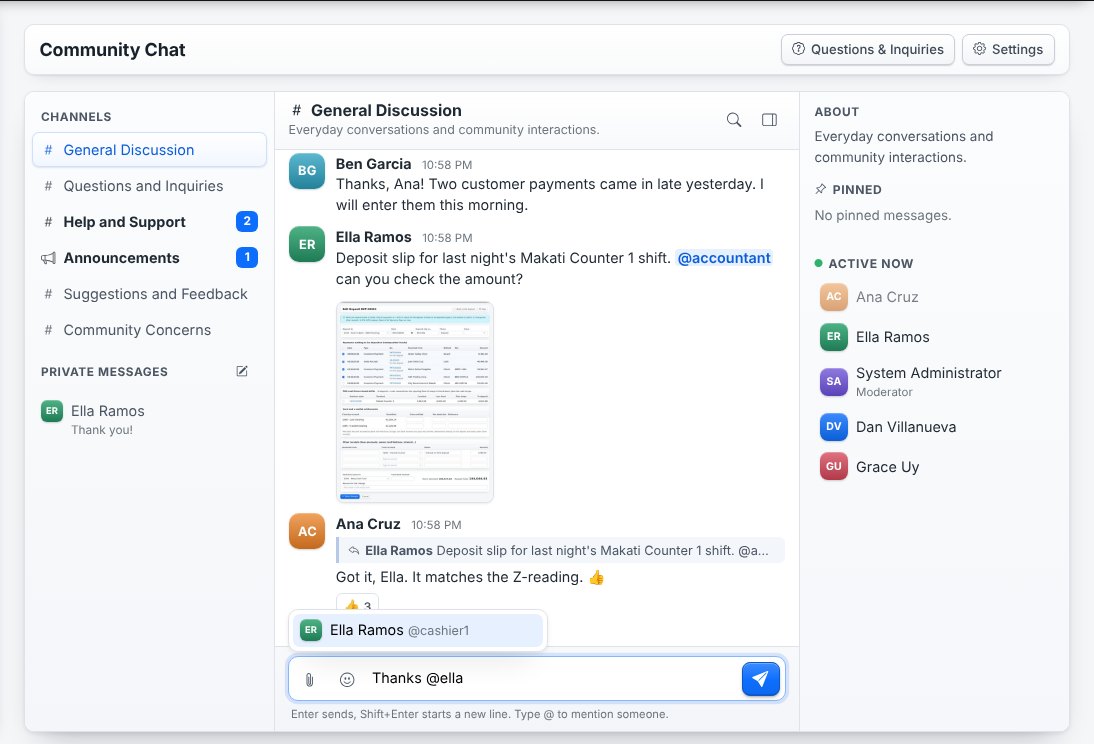 Community Chat
Questions & Inquiries
Settings
CHANNELS
# General Discussion
# Questions and Inquiries
# Help and Support 2
Announcements 1
# Suggestions and Feedback
# Community Concerns
PRIVATE MESSAGES
ER Ella Ramos
Thank you!
# General Discussion
Everyday conversations and community interactions.
BG Ben Garcia 10:58 PM
Thanks, Ana! Two customer payments came in late yesterday. I
will enter them this morning.
ER Ella Ramos 10:58 PM
Deposit slip for last night's Makati Counter 1 shift. @accountant
can you check the amount?
AC Ana Cruz 10:58 PM
Ella Ramos Deposit slip for last night's Makati Counter 1 shift. @a...
Got it, Ella. It matches the Z-reading. 👍
👍 3
ER Ella Ramos @cashier1
Thanks @ella
Enter sends, Shift+Enter starts a new line. Type @ to mention someone.
ABOUT
Everyday conversations and
community interactions.
PINNED
No pinned messages.
ACTIVE NOW
AC Ana Cruz
ER Ella Ramos
SA System Administrator
Moderator
DV Dan Villanueva
GU Grace Uy